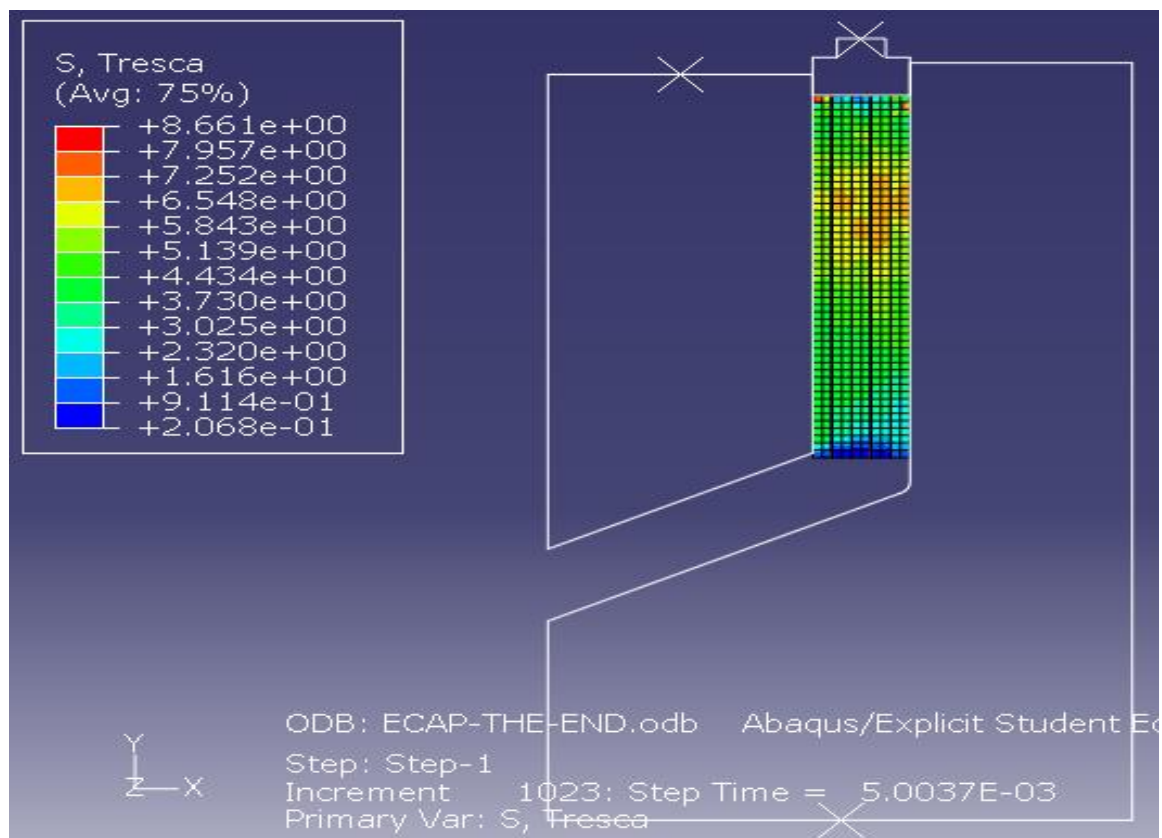 S, Tresca
(Avg: 75%)
+8.661e+00
+7.957e+00
+7.252e+00
+6.548e+00
+5.843e+00
+5.139e+00
+4.434e+00
+3.730e+00
+3.025e+00
+2.320e+00
+1.616e+00
+9.114e-01
+2.068e-01
ODB: ECAP-THE-END.odb Abaqus/Explicit Student Ed
Step: Step-1
Increment 1023: Step Time = 5.0037E-03
Primary Var: S, Tresca
Y
Z X